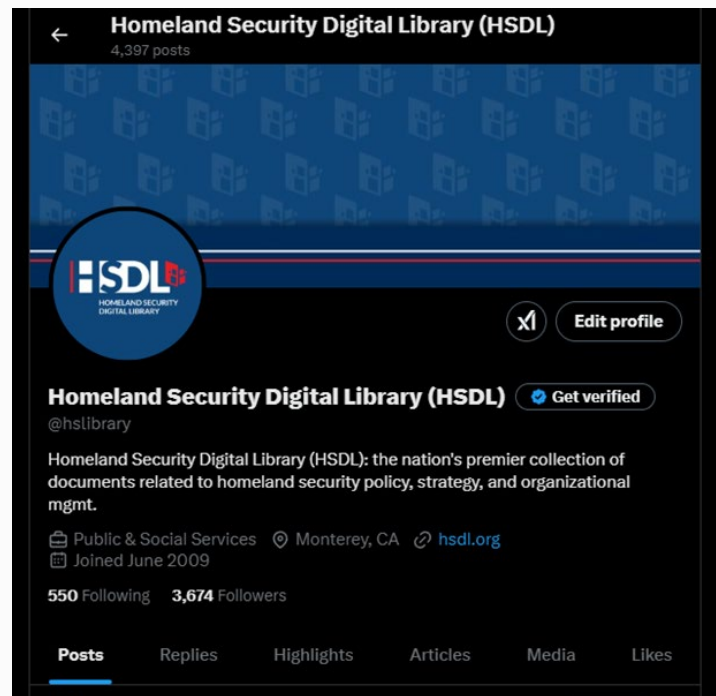 Homeland Security Digital Library (HSDL)
4,397 posts
HSDL
HOMELAND SECURITY
DIGITAL LIBRARY
Edit profile
Homeland Security Digital Library (HSDL) Get verified
@hslibrary
Homeland Security Digital Library (HSDL): the nation's premier collection of
documents related to homeland security policy, strategy, and organizational
mgmt.
Public & Social Services Monterey, CA hsdl.org
Joined June 2009
550 Following 3,674 Followers
Posts Replies Highlights Articles Media Likes